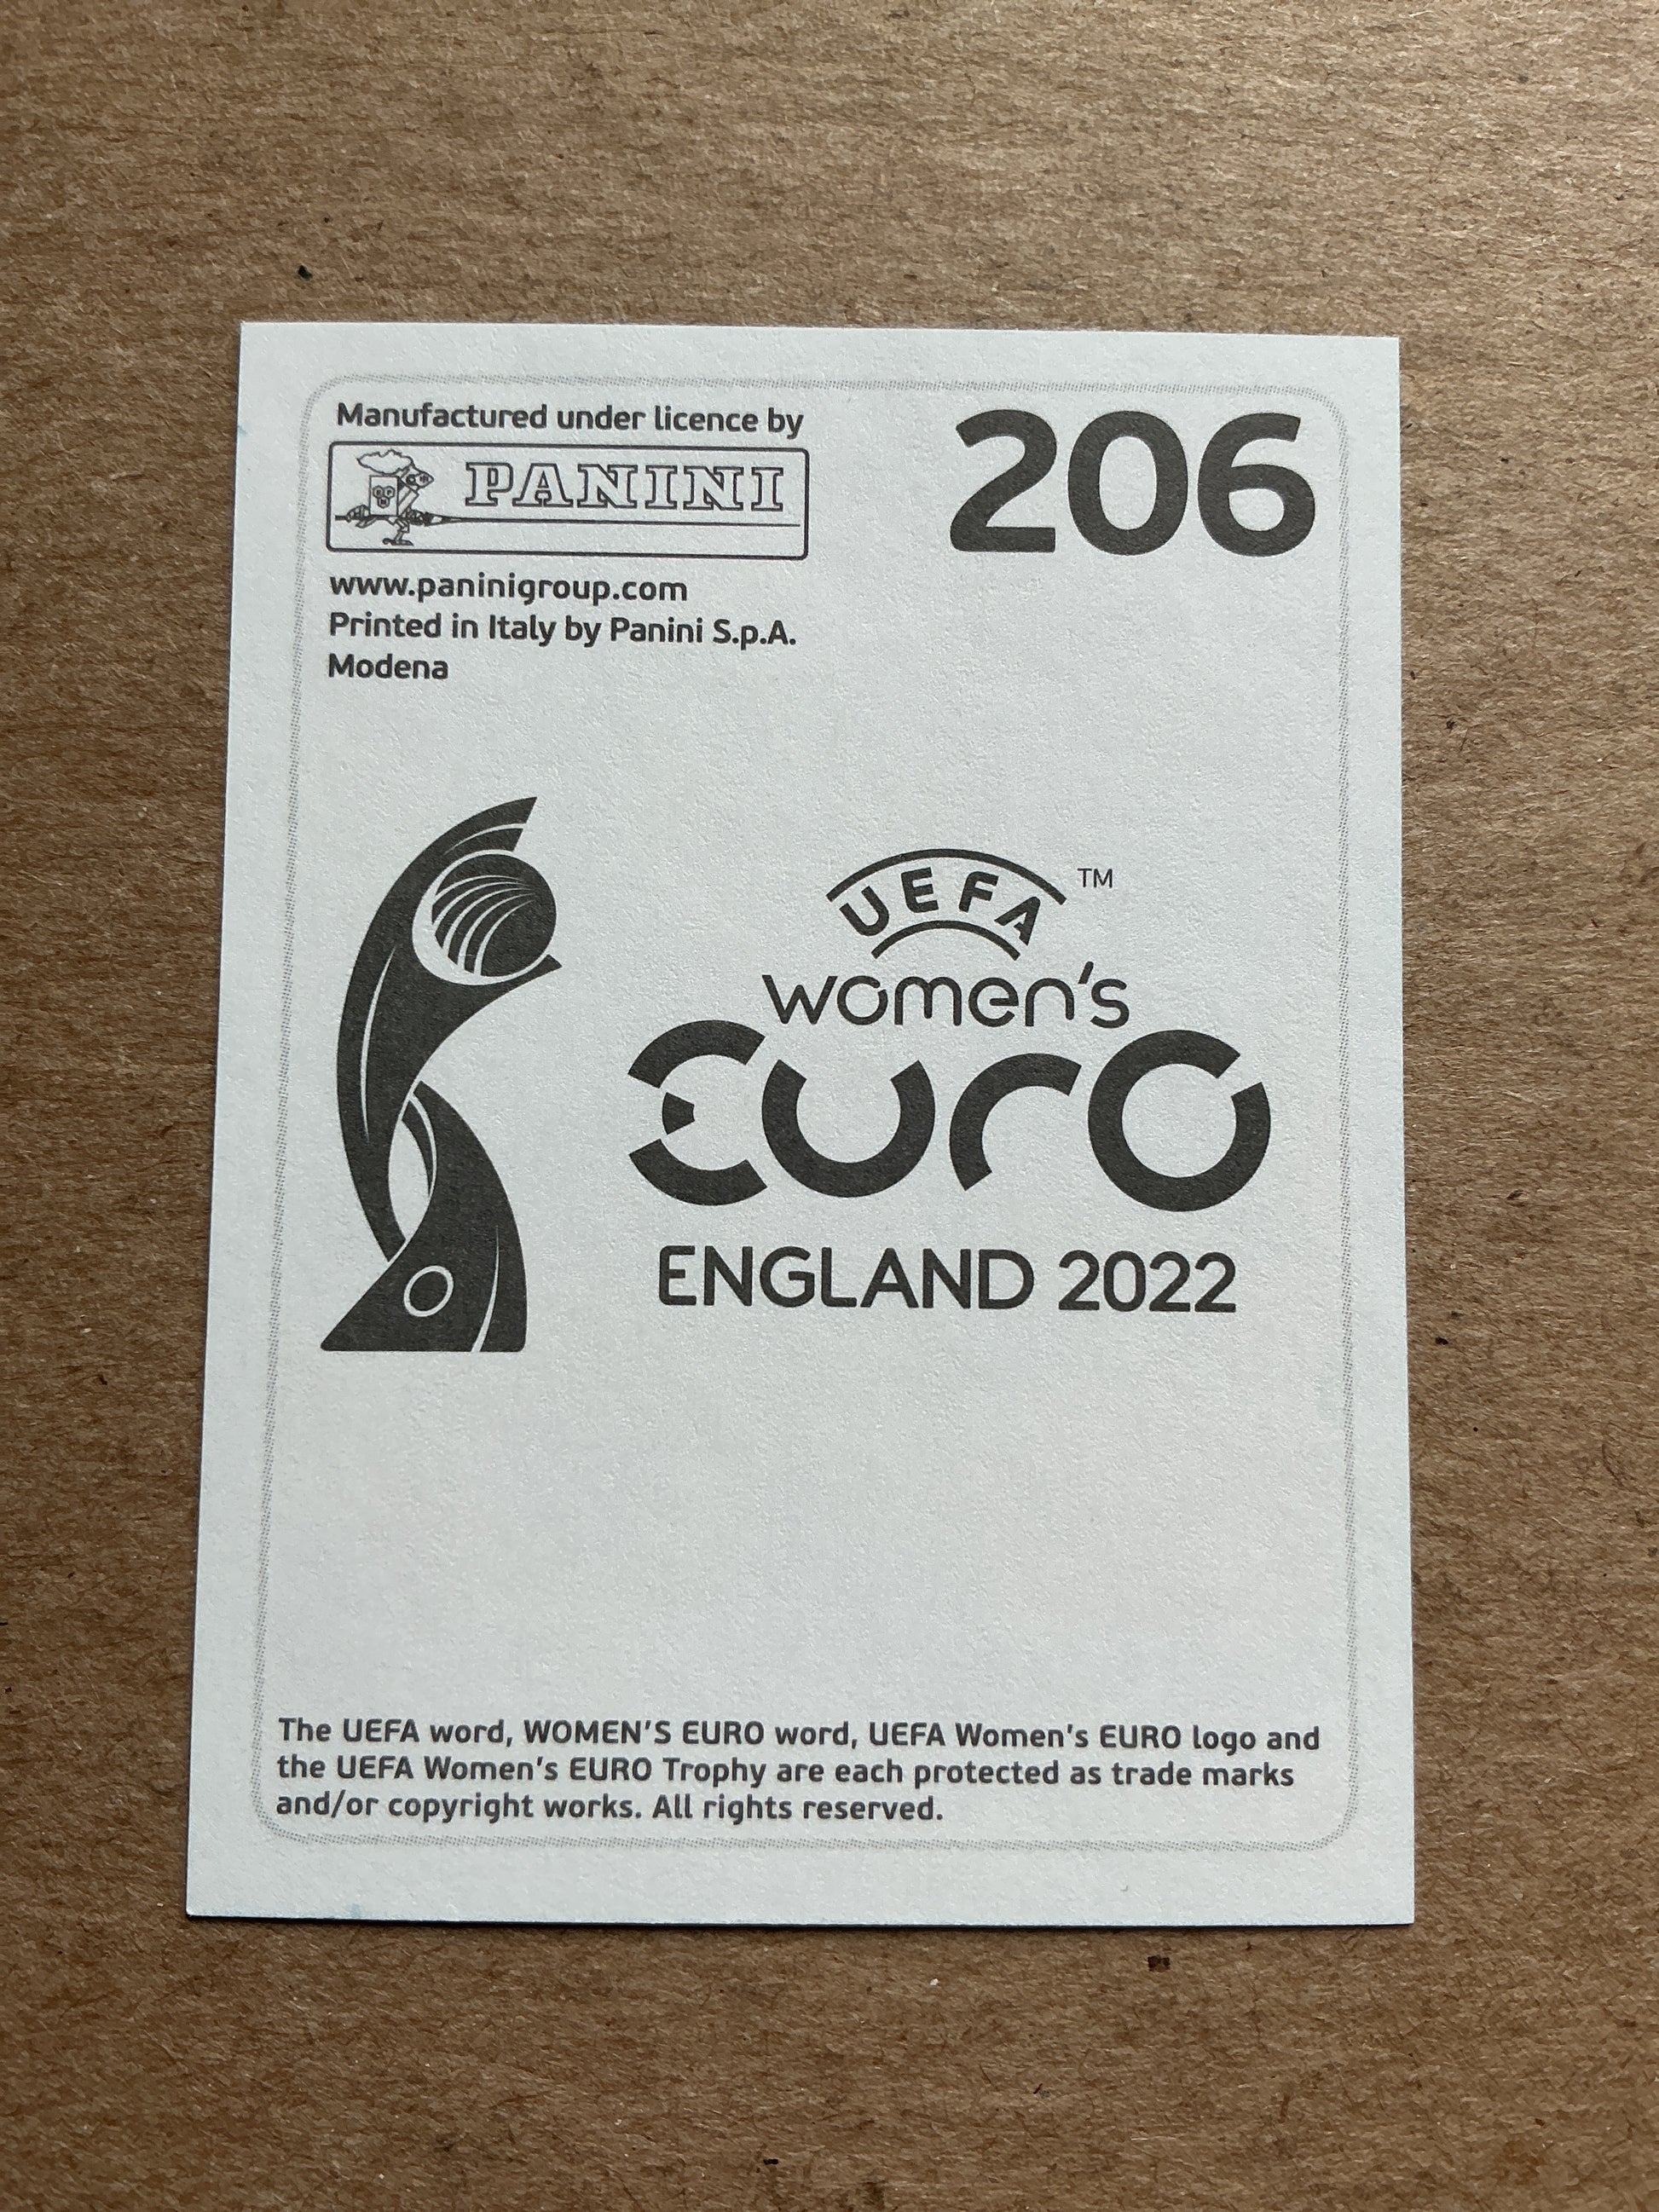 Manufactured under licence by
PANINI
206
www.paninigroup.com
Printed in Italy by Panini S.p.A.
Modena
UEFA ™
women's
EURO
ENGLAND 2022
The UEFA word, WOMEN'S EURO word, UEFA Women's EURO logo and
the UEFA Women's EURO Trophy are each protected as trade marks
and/or copyright works. All rights reserved.